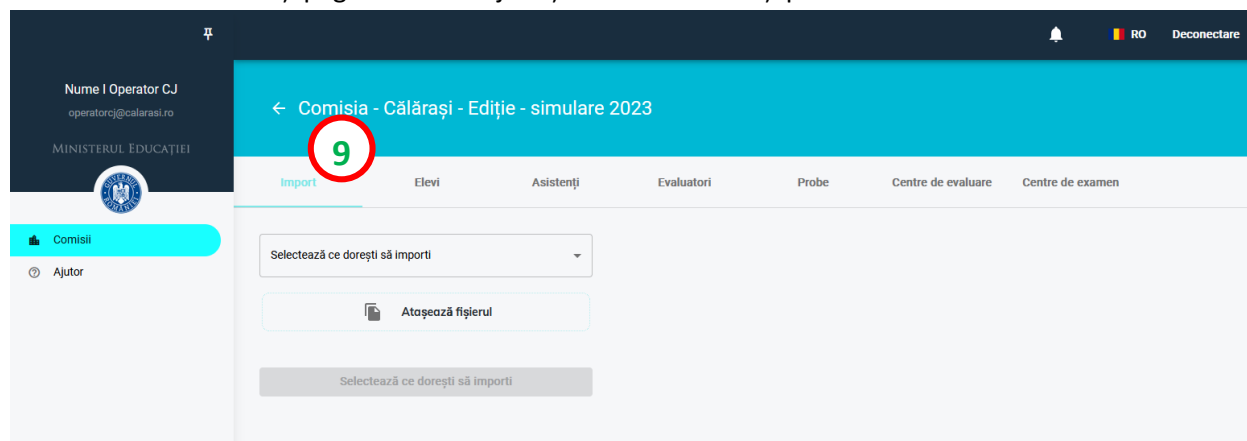 Nume I Operator CJ
operatorcj@calarasi.ro
MINISTERUL EDUCAȚIEI
GUVERNUL ROMÂNIEI
Comisii
Ajutor
RO Deconectare
← Comisia - Călărași - Ediție - simulare 2023
9
Import Elevi Asistenți Evaluatori Probe Centre de evaluare Centre de examen
Selectează ce dorești să importi
Atașează fișierul
Selectează ce dorești să importi